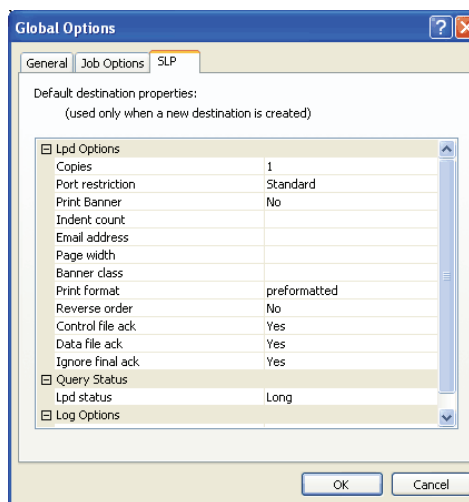 Global Options
General Job Options SLP
Default destination properties:
(used only when a new destination is created)
Lpd Options
Copies 1
Port restriction Standard
Print Banner No
Indent count
Email address
Page width
Banner class
Print format preformatted
Reverse order No
Control file ack Yes
Data file ack Yes
Ignore final ack Yes
Query Status
Lpd status Long
Log Options
OK Cancel